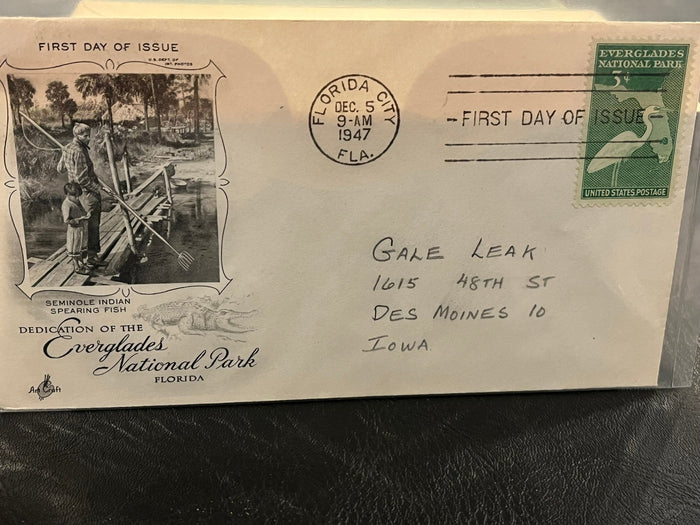 FIRST DAY OF ISSUE
U.S. DEPT. OF
INT. PHOTOS
SEMINOLE INDIAN
SPEARING FISH
DEDICATION OF THE
Everglades
National Park
FLORIDA
Art Craft
FLORIDA CITY
DEC. 5
9-AM
1947
FLA.
-FIRST DAY OF ISSUE-
EVERGLADES
NATIONAL PARK
3¢
UNITED STATES POSTAGE
GALE LEAK
1615 48TH ST
DES MOINES 10
IOWA